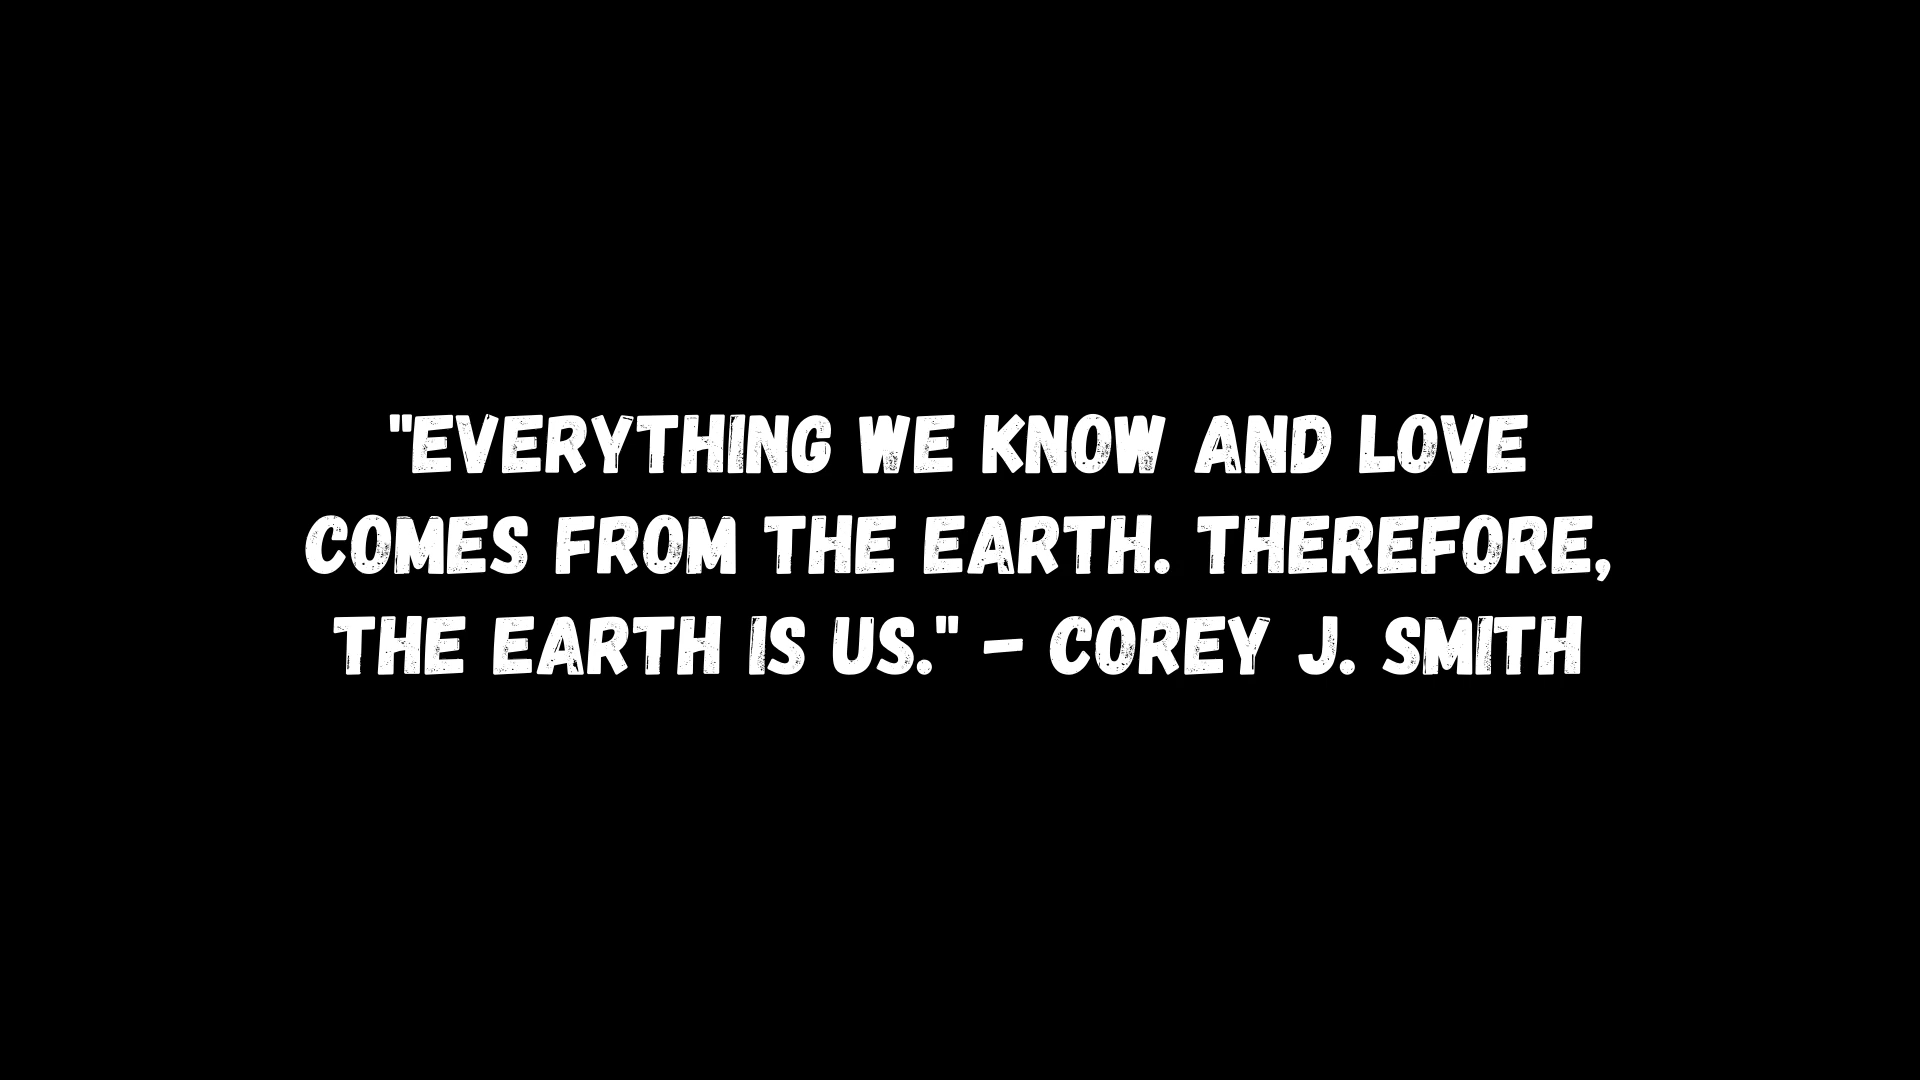 "EVERYTHING WE KNOW AND LOVE
COMES FROM THE EARTH. THEREFORE,
THE EARTH IS US." - COREY J. SMITH